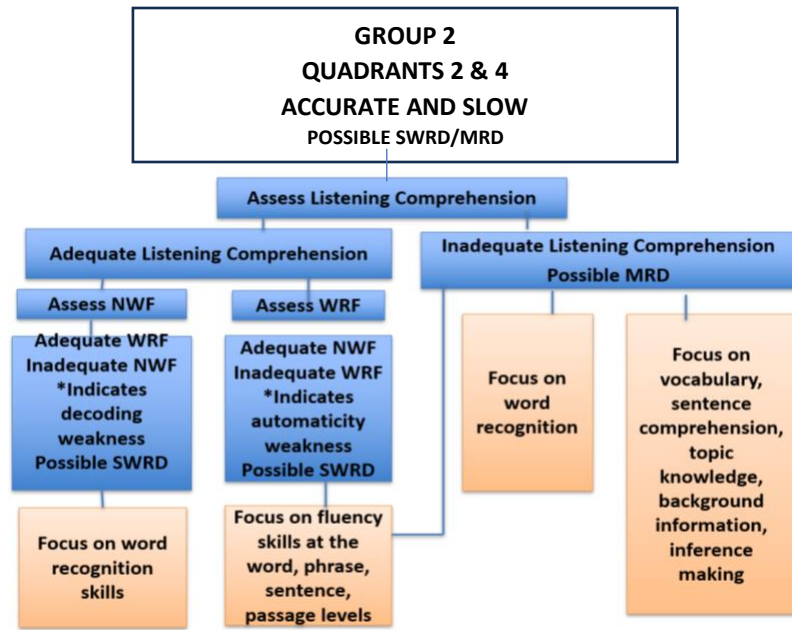 GROUP 2
QUADRANTS 2 & 4
ACCURATE AND SLOW
POSSIBLE SWRD/MRD
Assess Listening Comprehension
Adequate Listening Comprehension
Inadequate Listening Comprehension
Possible MRD
Assess NWF
Assess WRF
Adequate WRF
Inadequate NWF
*Indicates
decoding
weakness
Possible SWRD
Adequate NWF
Inadequate WRF
*Indicates
automaticity
weakness
Possible SWRD
Focus on
word
recognition
Focus on
vocabulary,
sentence
comprehension,
topic
knowledge,
background
information,
inference
making
Focus on word
recognition
skills
Focus on fluency
skills at the
word, phrase,
sentence,
passage levels